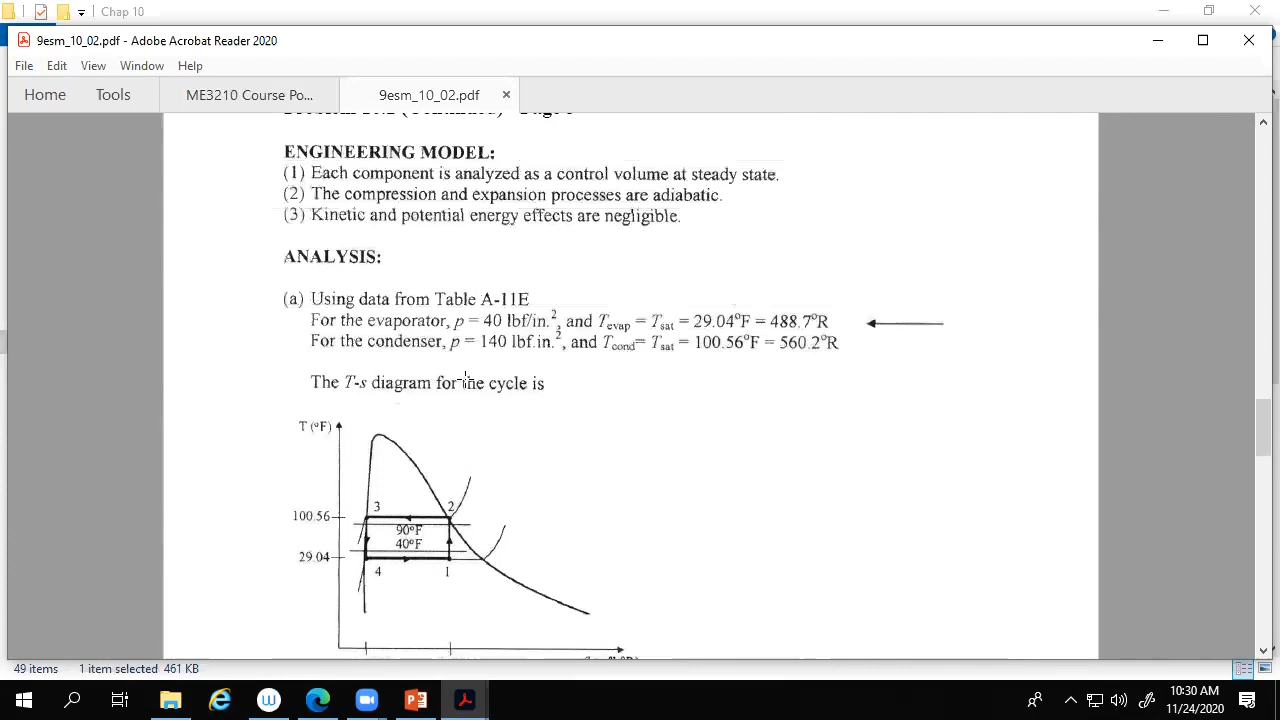 Chap 10
9esm_10_02.pdf - Adobe Acrobat Reader 2020
File Edit View Window Help
Home Tools ME3210 Course Po... 9esm_10_02.pdf ×
ENGINEERING MODEL:
(1) Each component is analyzed as a control volume at steady state.
(2) The compression and expansion processes are adiabatic.
(3) Kinetic and potential energy effects are negligible.
ANALYSIS:
(a) Using data from Table A-11E
For the evaporator, p = 40 lbf/in.², and Tevap = Tsat = 29.04°F = 488.7°R
For the condenser, p = 140 lbf.in.², and Tcond= Tsat = 100.56°F = 560.2°R
The T-s diagram for the cycle is
T (°F)
3 2
100.56
90°F
40°F
29.04
4 1
49 items 1 item selected 461 KB
10:30 AM
11/24/2020